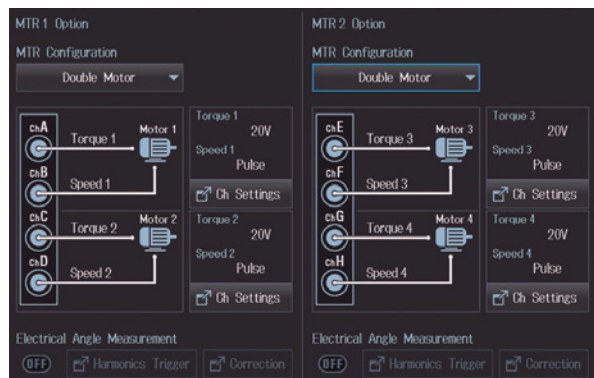 MTR1 Option
MTR Configuration
Double Motor
chA
Torque 1
Motor 1
chB
Speed 1
chC
Torque 2
Motor 2
chD
Speed 2
Torque 1
20V
Speed 1
Pulse
Ch Settings
Torque 2
20V
Speed 2
Pulse
Ch Settings
Electrical Angle Measurement
OFF Harmonics Trigger Correction
MTR2 Option
MTR Configuration
Double Motor
chE
Torque 3
Motor 3
chF
Speed 3
chG
Torque 4
Motor 4
chH
Speed 4
Torque 3
20V
Speed 3
Pulse
Ch Settings
Torque 4
20V
Speed 4
Pulse
Ch Settings
Electrical Angle Measurement
OFF Harmonics Trigger Correction